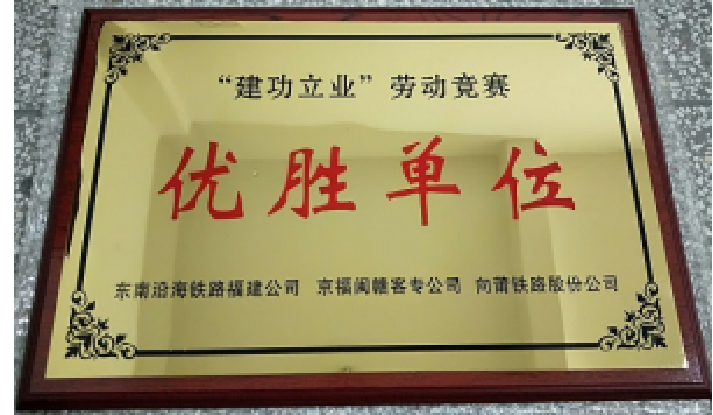 “建功立业”劳动竞赛
优胜单位
东南沿海铁路福建公司 京福闽赣客专公司 向莆铁路股份公司